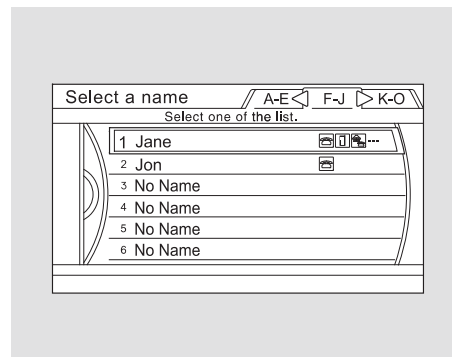 Select a name A-E F-J K-O
Select one of the list.
1 Jane
2 Jon
3 No Name
4 No Name
5 No Name
6 No Name